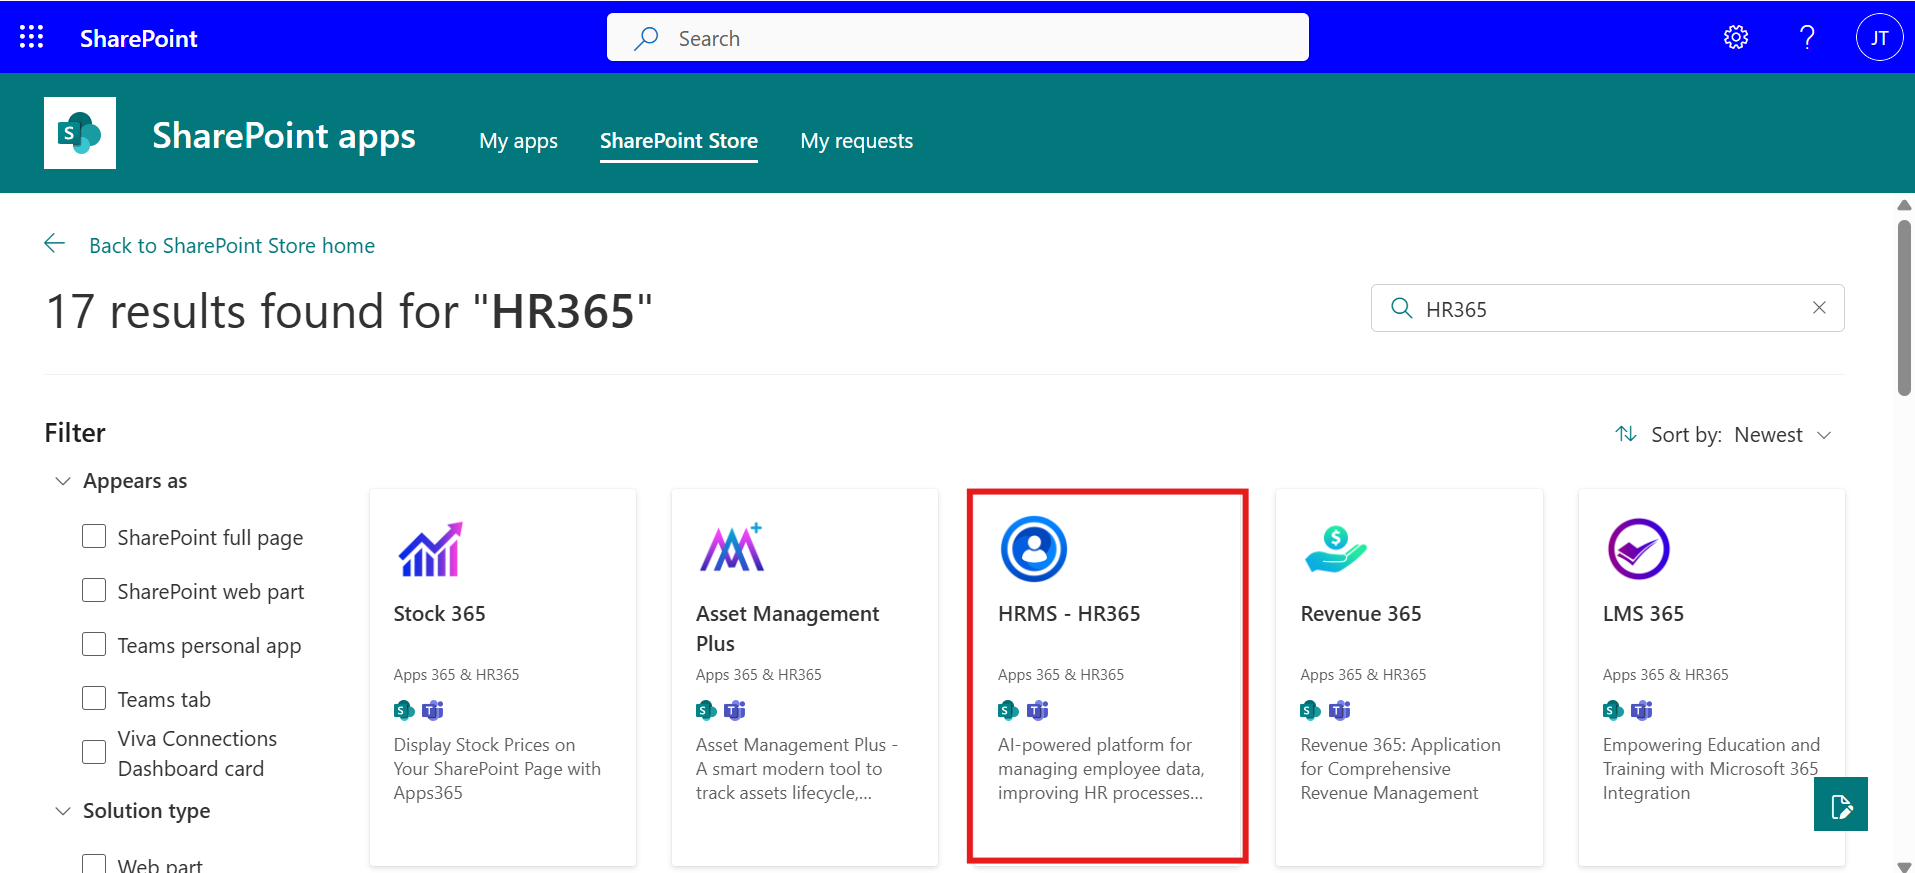 SharePoint
Search
JT
SharePoint apps
My apps
SharePoint Store
My requests
Back to SharePoint Store home
17 results found for "HR365"
HR365
Filter
Sort by: Newest
Appears as
SharePoint full page
SharePoint web part
Teams personal app
Teams tab
Viva Connections
Dashboard card
Solution type
Web part
Stock 365
Apps 365 & HR365
Display Stock Prices on
Your SharePoint Page with
Apps365
Asset Management
Plus
Apps 365 & HR365
Asset Management Plus -
A smart modern tool to
track assets lifecycle,...
HRMS - HR365
Apps 365 & HR365
AI-powered platform for
managing employee data,
improving HR processes...
Revenue 365
Apps 365 & HR365
Revenue 365: Application
for Comprehensive
Revenue Management
LMS 365
Apps 365 & HR365
Empowering Education and
Training with Microsoft 365
Integration